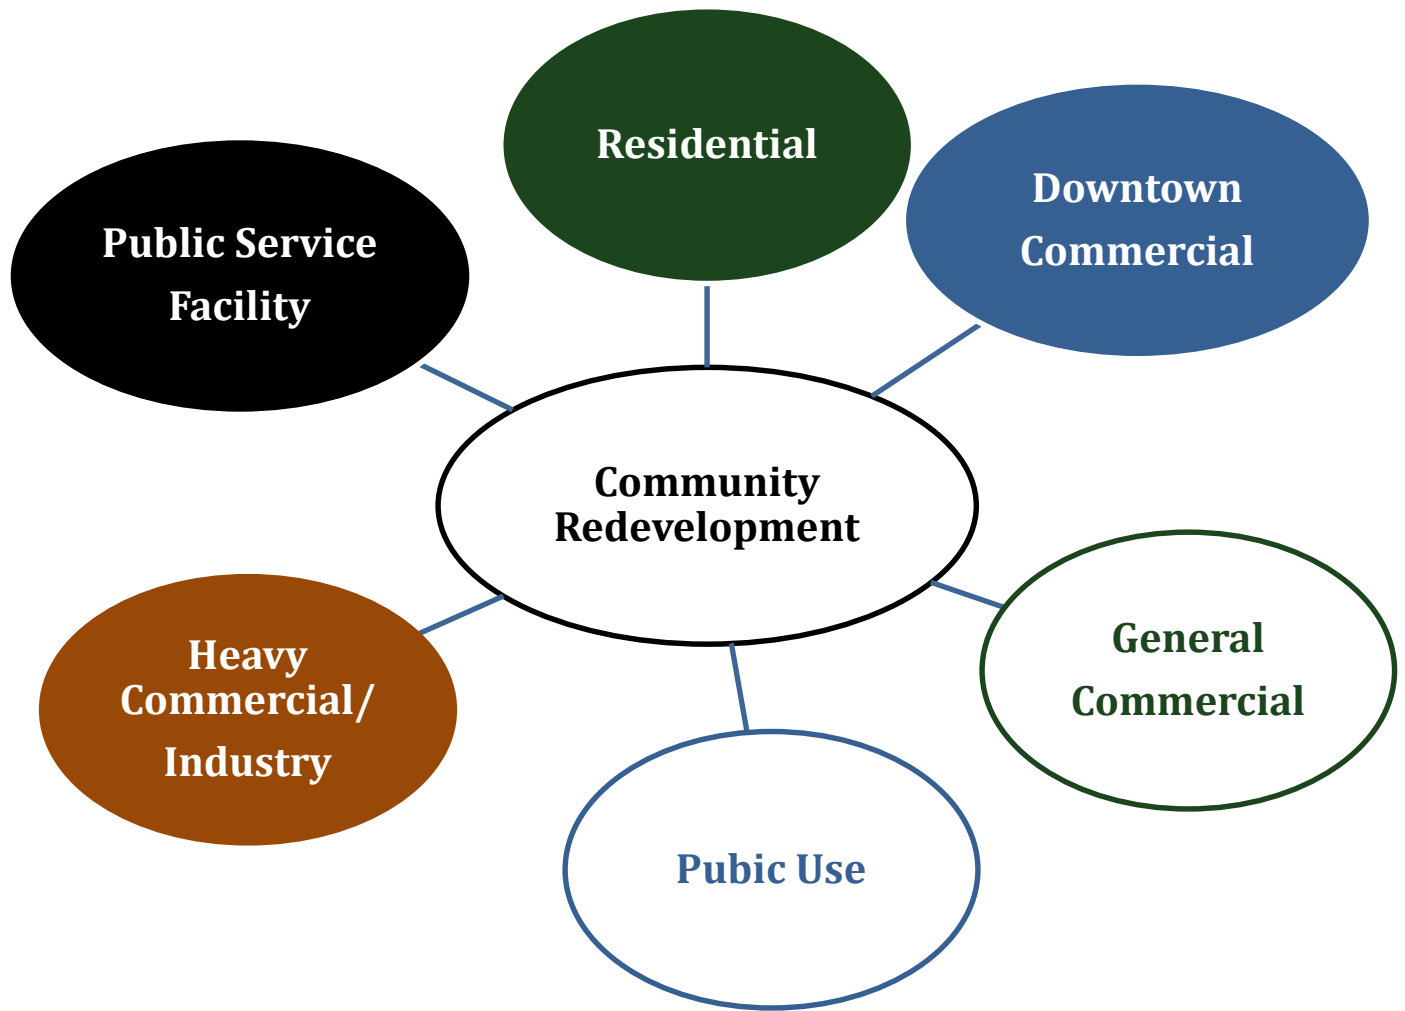 Residential
Downtown
Commercial
Public Service
Facility
Community
Redevelopment
General
Commercial
Heavy
Commercial/
Industry
Pubic Use